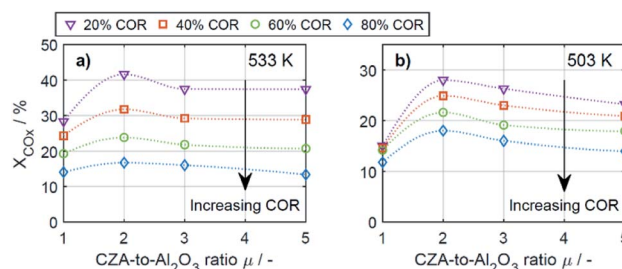 20% COR 40% COR 60% COR 80% COR
a) 533 K
b) 503 K
X_COx / %
50
40
30
20
10
0
30
20
10
0
Increasing COR
Increasing COR
1 2 3 4 5
1 2 3 4 5
CZA-to-Al₂O₃ ratio μ / -
CZA-to-Al₂O₃ ratio μ / -